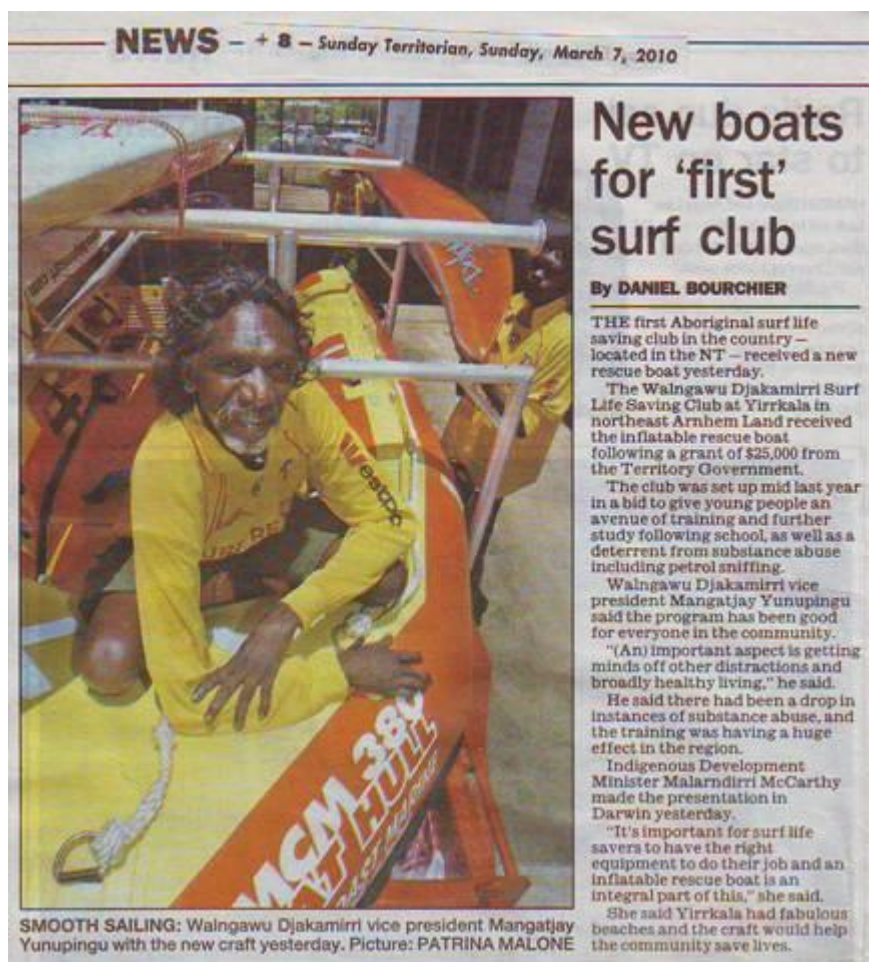 NEWS – + 8 – Sunday Territorian, Sunday, March 7, 2010
New boats
for ‘first’
surf club
By DANIEL BOURCHIER
THE first Aboriginal surf life
saving club in the country –
located in the NT – received a new
rescue boat yesterday.
The Walngawu Djakamirri Surf
Life Saving Club at Yirrkala in
northeast Arnhem Land received
the inflatable rescue boat
following a grant of $25,000 from
the Territory Government.
The club was set up mid last year
in a bid to give young people an
avenue of training and further
study following school, as well as a
deterrent from substance abuse
including petrol sniffing.
Walngawu Djakamirri vice
president Mangatjay Yunupingu
said the program has been good
for everyone in the community.
"(An) important aspect is getting
minds off other distractions and
broadly healthy living," he said.
He said there had been a drop in
instances of substance abuse, and
the training was having a huge
effect in the region.
Indigenous Development
Minister Malarndirri McCarthy
made the presentation in
Darwin yesterday.
"It's important for surf life
savers to have the right
equipment to do their job and an
inflatable rescue boat is an
integral part of this," she said.
She said Yirrkala had fabulous
beaches and the craft would help
the community save lives.
Westpac
MCM 380
SMOOTH SAILING: Walngawu Djakamirri vice president Mangatjay
Yunupingu with the new craft yesterday. Picture: PATRINA MALONE